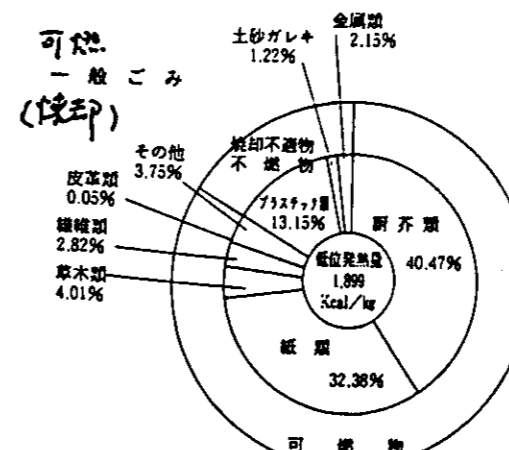 可燃
一般ごみ
(焼却)
土砂ガレキ
1.22%
金属類
2.15%
焼却不適物
不燃物
その他
3.75%
皮革類
0.05%
繊維類
2.82%
草木類
4.01%
プラスチック類
13.15%
厨芥類
40.47%
低位発熱量
1,899
Kcal/kg
紙類
32.38%
可燃物